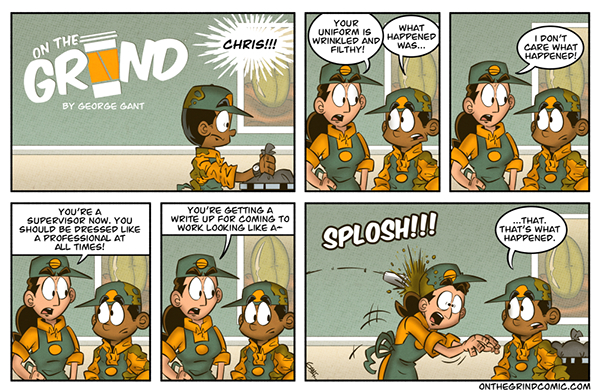 ON THE
GRIND
BY GEORGE GANT
CHRIS!!!
YOUR
UNIFORM IS
WRINKLED AND
FILTHY!
WHAT
HAPPENED
WAS...
I DON'T
CARE WHAT
HAPPENED!
YOU'RE A
SUPERVISOR NOW. YOU
SHOULD BE DRESSED LIKE
A PROFESSIONAL AT
ALL TIMES!
YOU'RE GETTING A
WRITE UP FOR COMING TO
WORK LOOKING LIKE A~
SPLOSH!!!
...THAT.
THAT'S WHAT
HAPPENED.
ONTHEGRINDCOMIC.COM